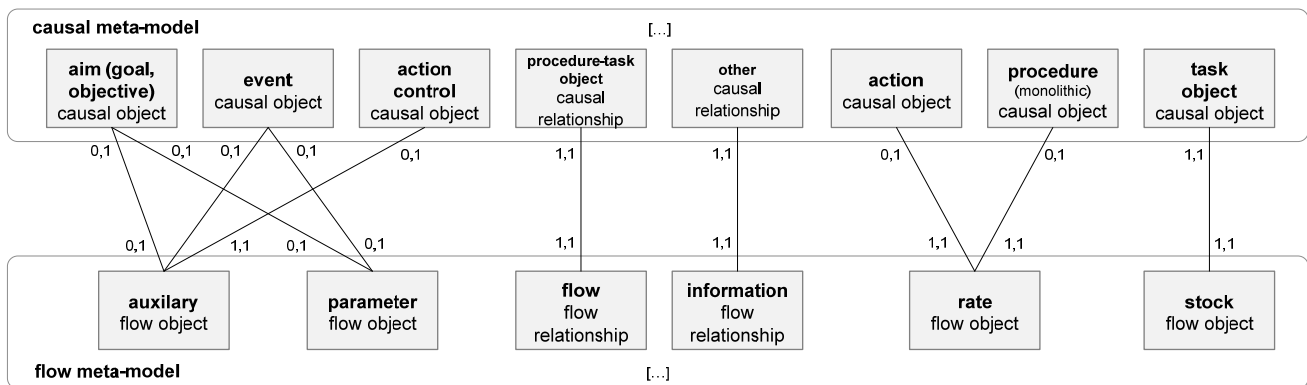 causal meta-model
[...]
aim (goal,
objective)
causal object
event
causal object
action
control
causal object
procedure-task
object
causal
relationship
other
causal
relationship
action
causal object
procedure
(monolithic)
causal object
task
object
causal object
0,1
0,1
0,1
0,1
0,1
1,1
1,1
0,1
0,1
1,1
0,1
1,1
0,1
0,1
1,1
1,1
1,1
1,1
1,1
auxilary
flow object
parameter
flow object
flow
flow
relationship
information
flow
relationship
rate
flow object
stock
flow object
flow meta-model
[...]